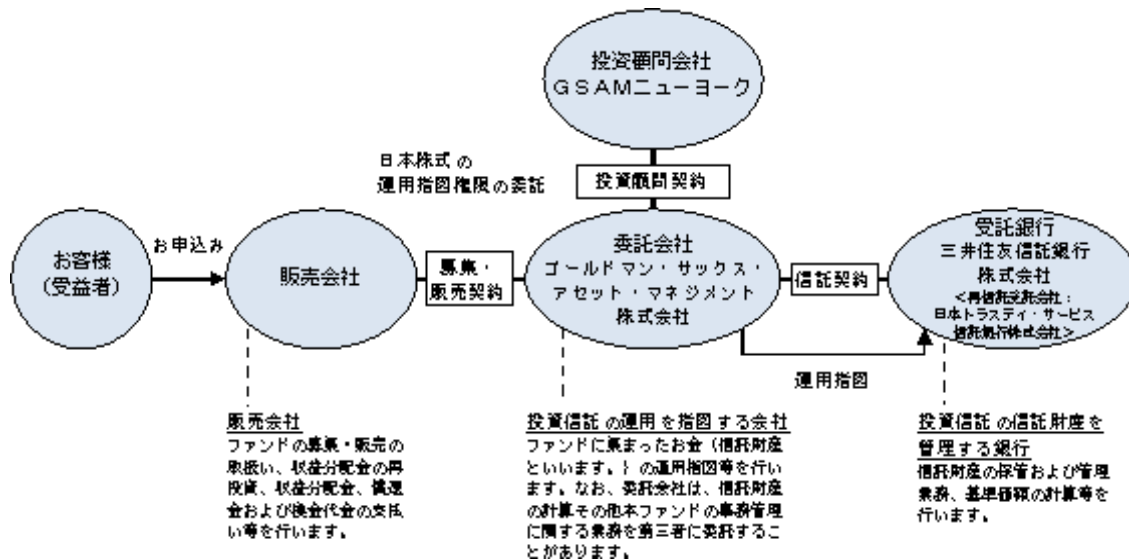 投資顧問会社
ＧＳＡＭニューヨーク
日本株式の
運用指図権限の委託
投資顧問契約
お客様
（受益者）
お申込み
販売会社
募集・
販売契約
委託会社
ゴールドマン・サックス・
アセット・マネジメント
株式会社
信託契約
受託銀行
三井住友信託銀行
株式会社
＜再信託受託会社：
日本トラスティ・サービス
信託銀行株式会社＞
運用指図
販売会社
ファンドの募集・販売の
取扱い、収益分配金の再
投資、収益分配金、償還
金および換金代金の支払
い等を行います。
投資信託の運用を指図する会社
ファンドに集まったお金（信託財産
といいます。）の運用指図等を行い
ます。なお、委託会社は、信託財産
の計算その他本ファンドの事務管理
に関する業務を第三者に委託するこ
とがあります。
投資信託の信託財産を
管理する銀行
信託財産の保管および管理
業務、基準価額の計算等を
行います。